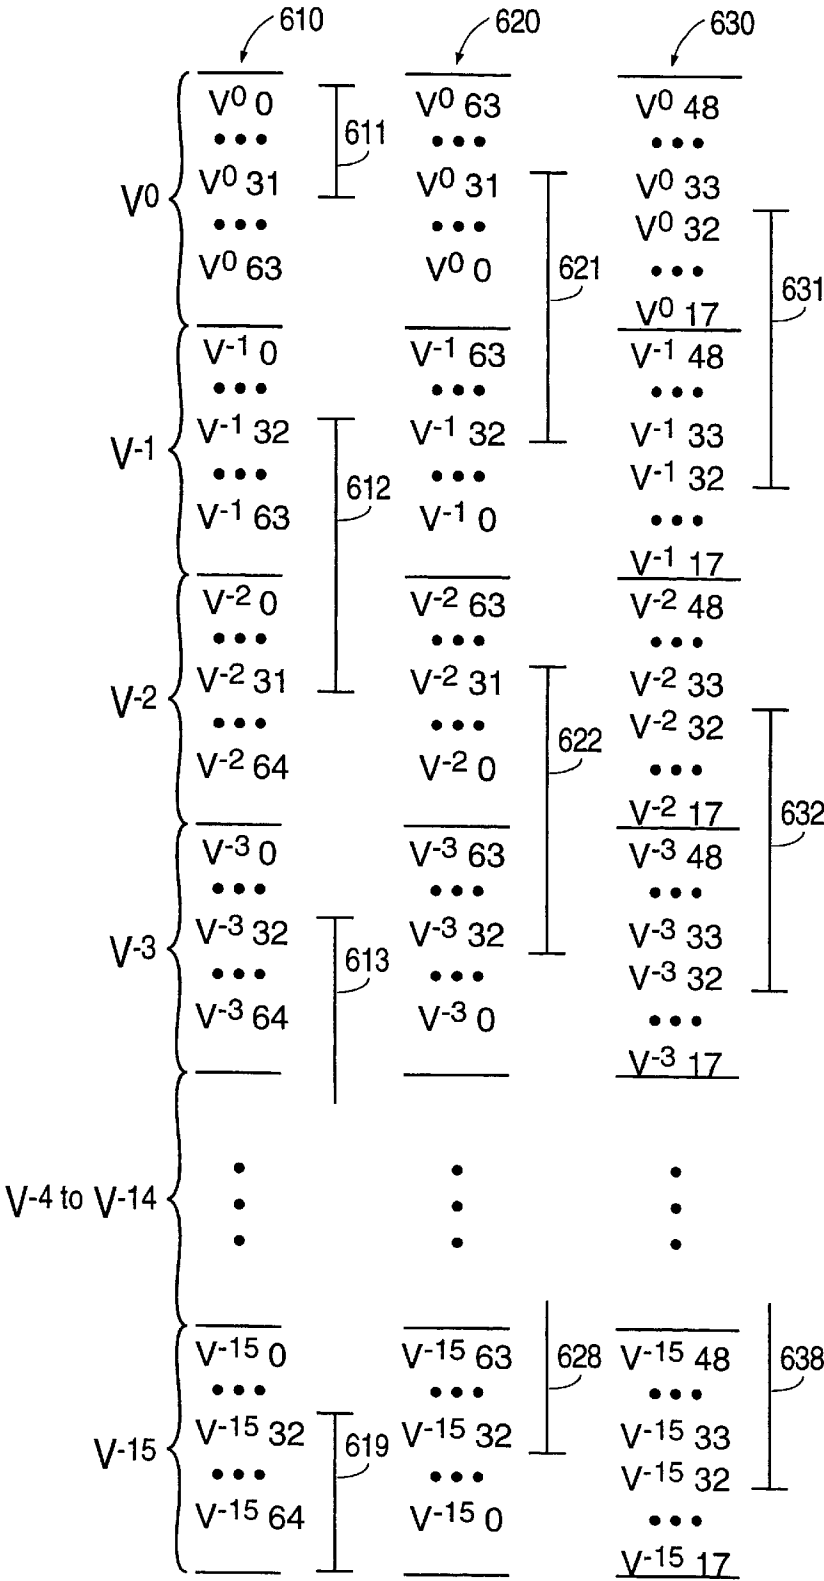 610 620 630
V0 0 V0 63 V0 48
••• ••• •••
611
V0 31 V0 31 V0 33
V0 V0 32
••• ••• •••
V0 63 V0 0 621 631
V0 17
V-1 0 V-1 63 V-1 48
••• ••• •••
V-1 32 V-1 32 V-1 33
V-1 V-1 32
••• ••• •••
612
V-1 63 V-1 0
V-1 17
V-2 0 V-2 63 V-2 48
••• ••• •••
V-2 31 V-2 31 V-2 33
V-2 V-2 32
••• ••• •••
622
V-2 64 V-2 0
V-2 17 632
V-3 0 V-3 63 V-3 48
••• ••• •••
V-3 32 V-3 32 V-3 33
V-3 613 V-3 32
••• ••• •••
V-3 64 V-3 0
V-3 17
V-4 to V-14
V-15 0 V-15 63 628 V-15 48 638
••• ••• •••
V-15 32 V-15 32 V-15 33
V-15 619 V-15 32
••• ••• •••
V-15 64 V-15 0
V-15 17